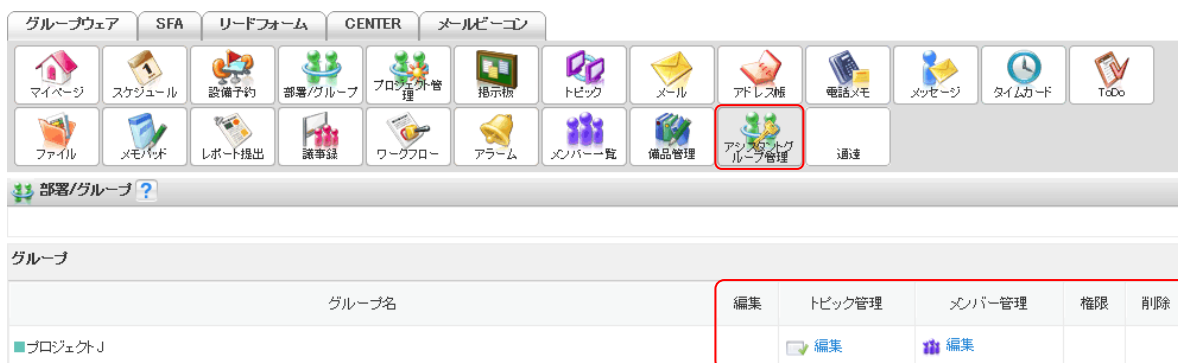 グループウェア SFA リードフォーム CENTER メールビーコン
マイページ スケジュール 設備予約 部署/グループ プロジェクト管理 掲示板 トピック メール アドレス帳 電話メモ メッセージ タイムカード ToDo
ファイル メモパッド レポート提出 議事録 ワークフロー アラーム メンバー一覧 備品管理 アシスタントグループ管理 通達
部署/グループ ?
グループ
グループ名 編集 トピック管理 メンバー管理 権限 削除
■プロジェクトJ 編集 編集